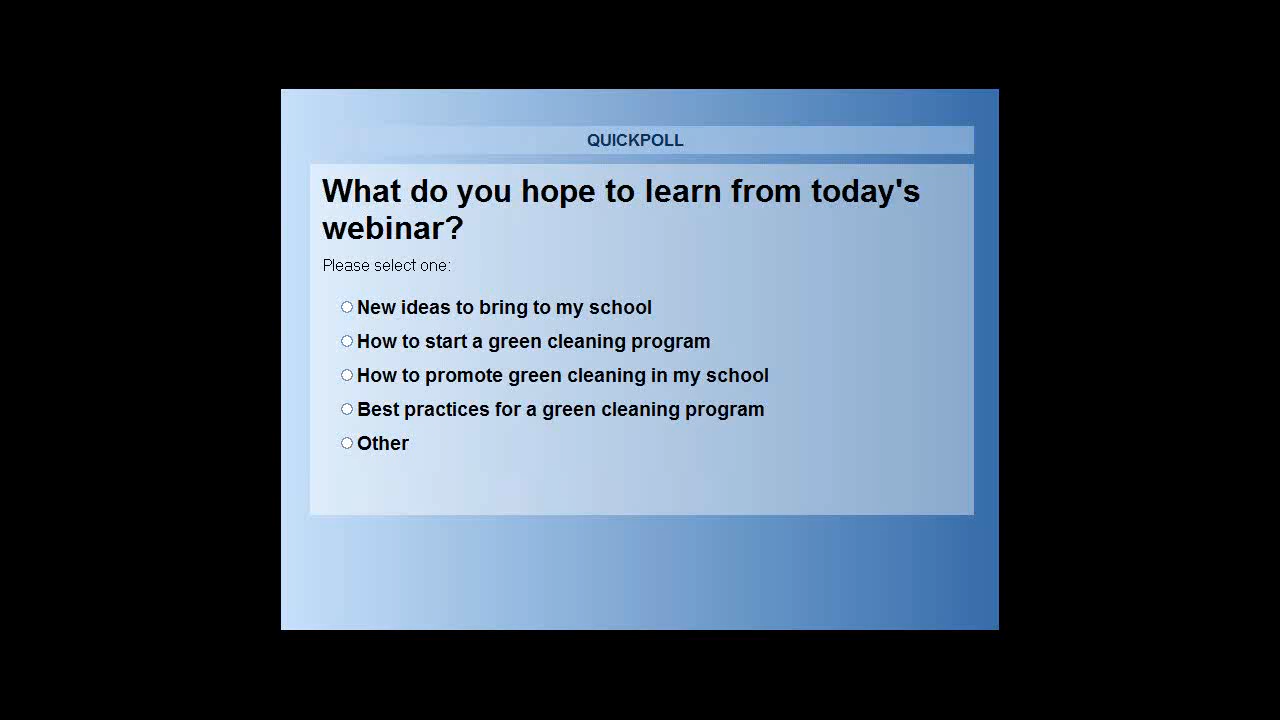 QUICKPOLL
What do you hope to learn from today's
webinar?
Please select one:
New ideas to bring to my school
How to start a green cleaning program
How to promote green cleaning in my school
Best practices for a green cleaning program
Other